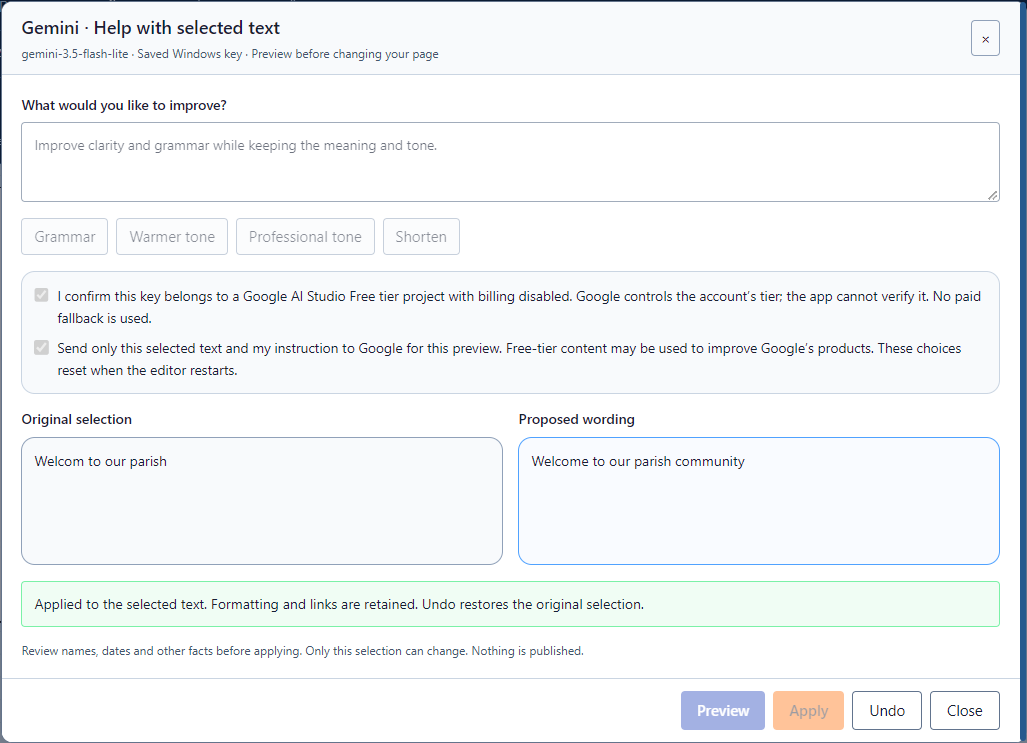 Gemini · Help with selected text
gemini-3.5-flash-lite · Saved Windows key · Preview before changing your page
×
What would you like to improve?
Improve clarity and grammar while keeping the meaning and tone.
Grammar Warmer tone Professional tone Shorten
I confirm this key belongs to a Google AI Studio Free tier project with billing disabled. Google controls the account’s tier; the app cannot verify it. No paid
fallback is used.
Send only this selected text and my instruction to Google for this preview. Free-tier content may be used to improve Google’s products. These choices
reset when the editor restarts.
Original selection Proposed wording
Welcom to our parish Welcome to our parish community
Applied to the selected text. Formatting and links are retained. Undo restores the original selection.
Review names, dates and other facts before applying. Only this selection can change. Nothing is published.
Preview Apply Undo Close